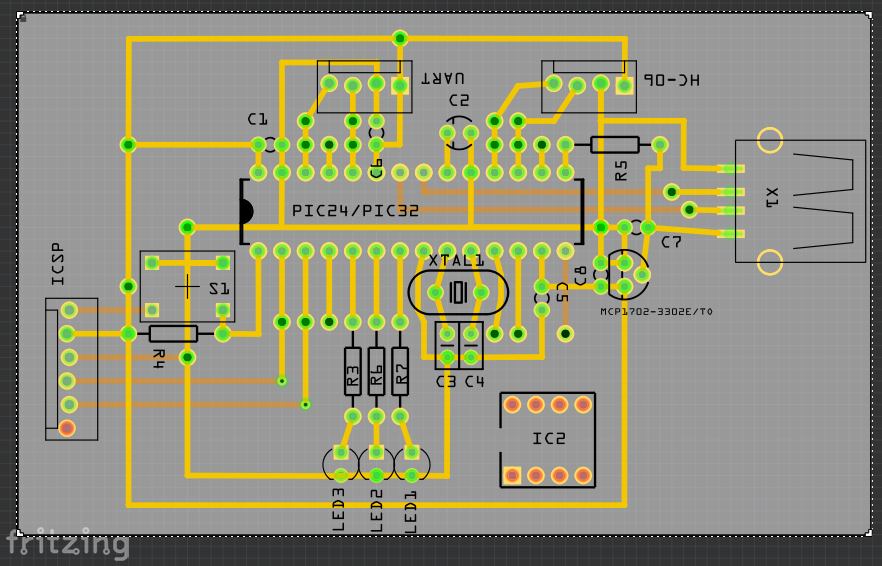 UART
HC-06
C2
C1
C6
R5
X1
PIC24/PIC32
C7
ICSP
XTAL1
C8
S1
C5
MCP1702-3302E/TO
R4
R3
R6
R7
C3
C4
IC2
LED3
LED2
LED1
fritzing